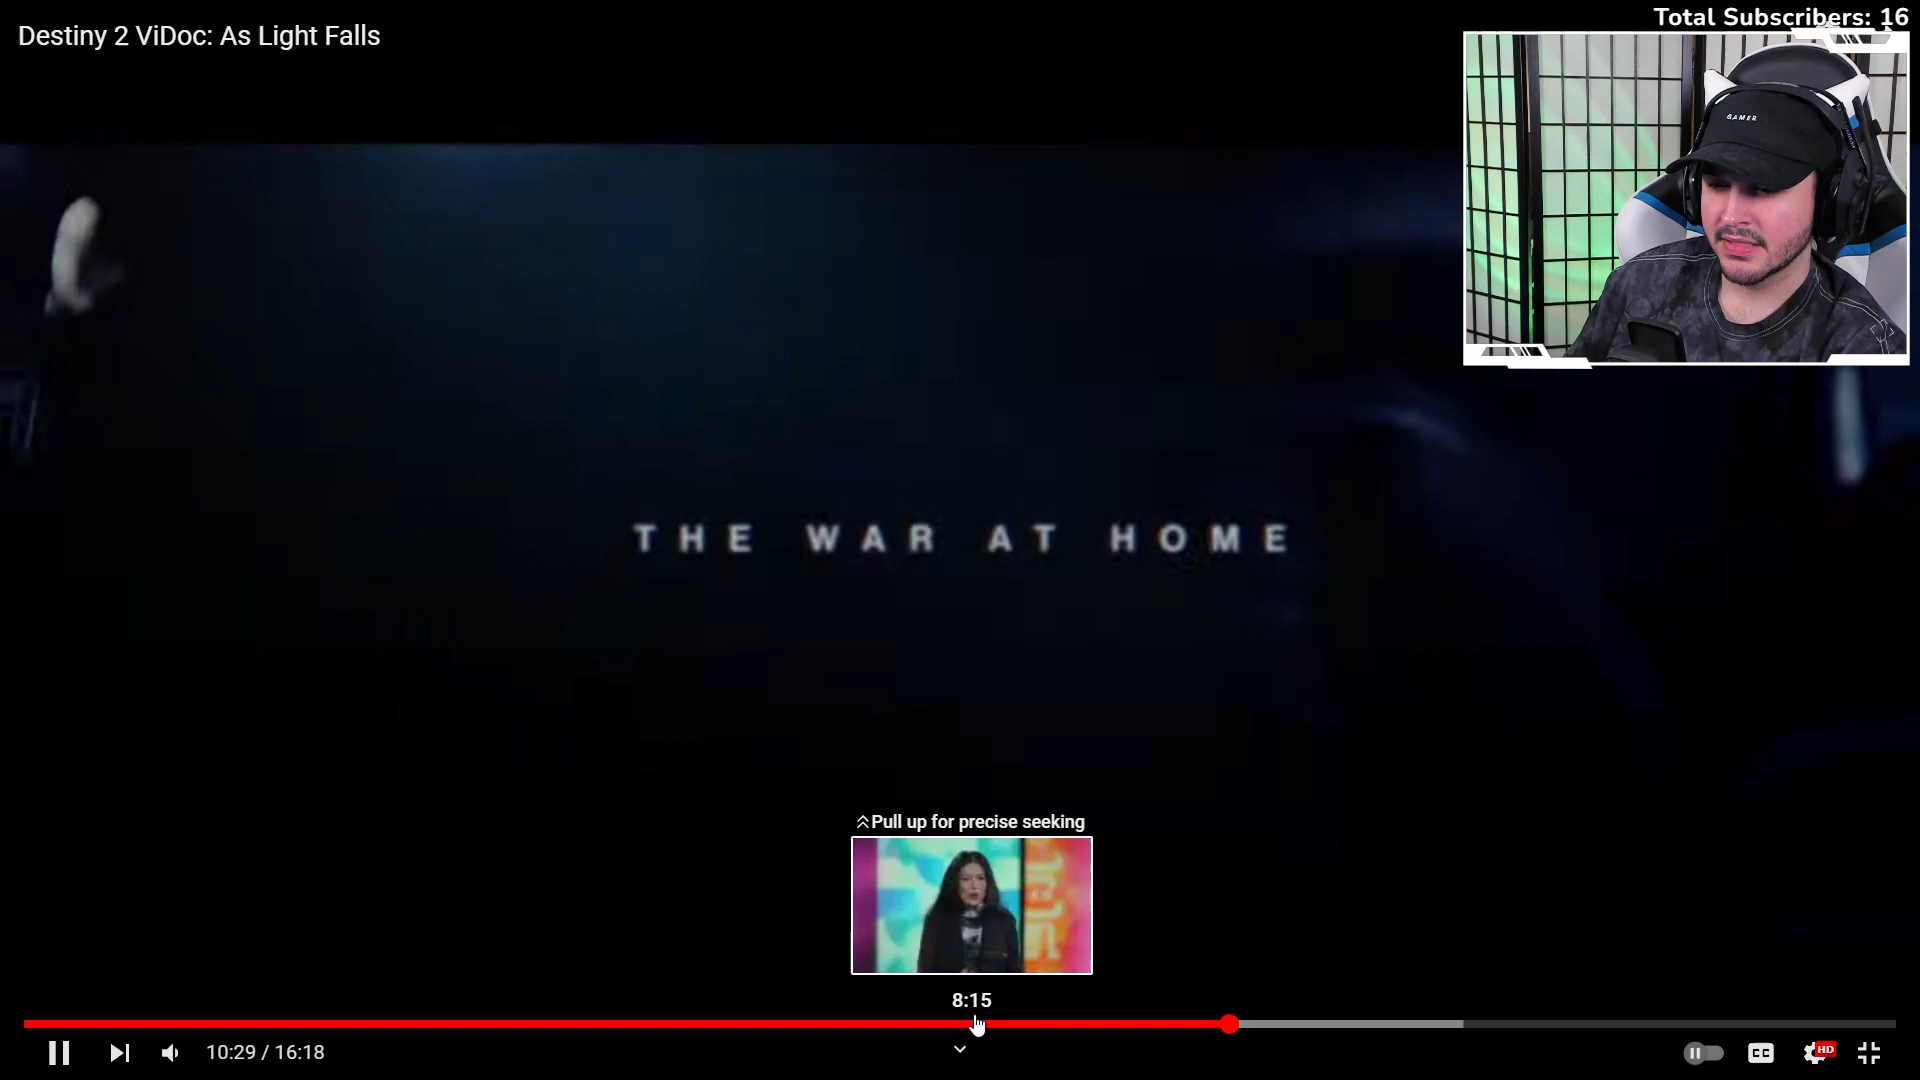 Total Subscribers: 16
Destiny 2 ViDoc: As Light Falls
GAMER
THE WAR AT HOME
Pull up for precise seeking
8:15
10:29 / 16:18
CC
HD